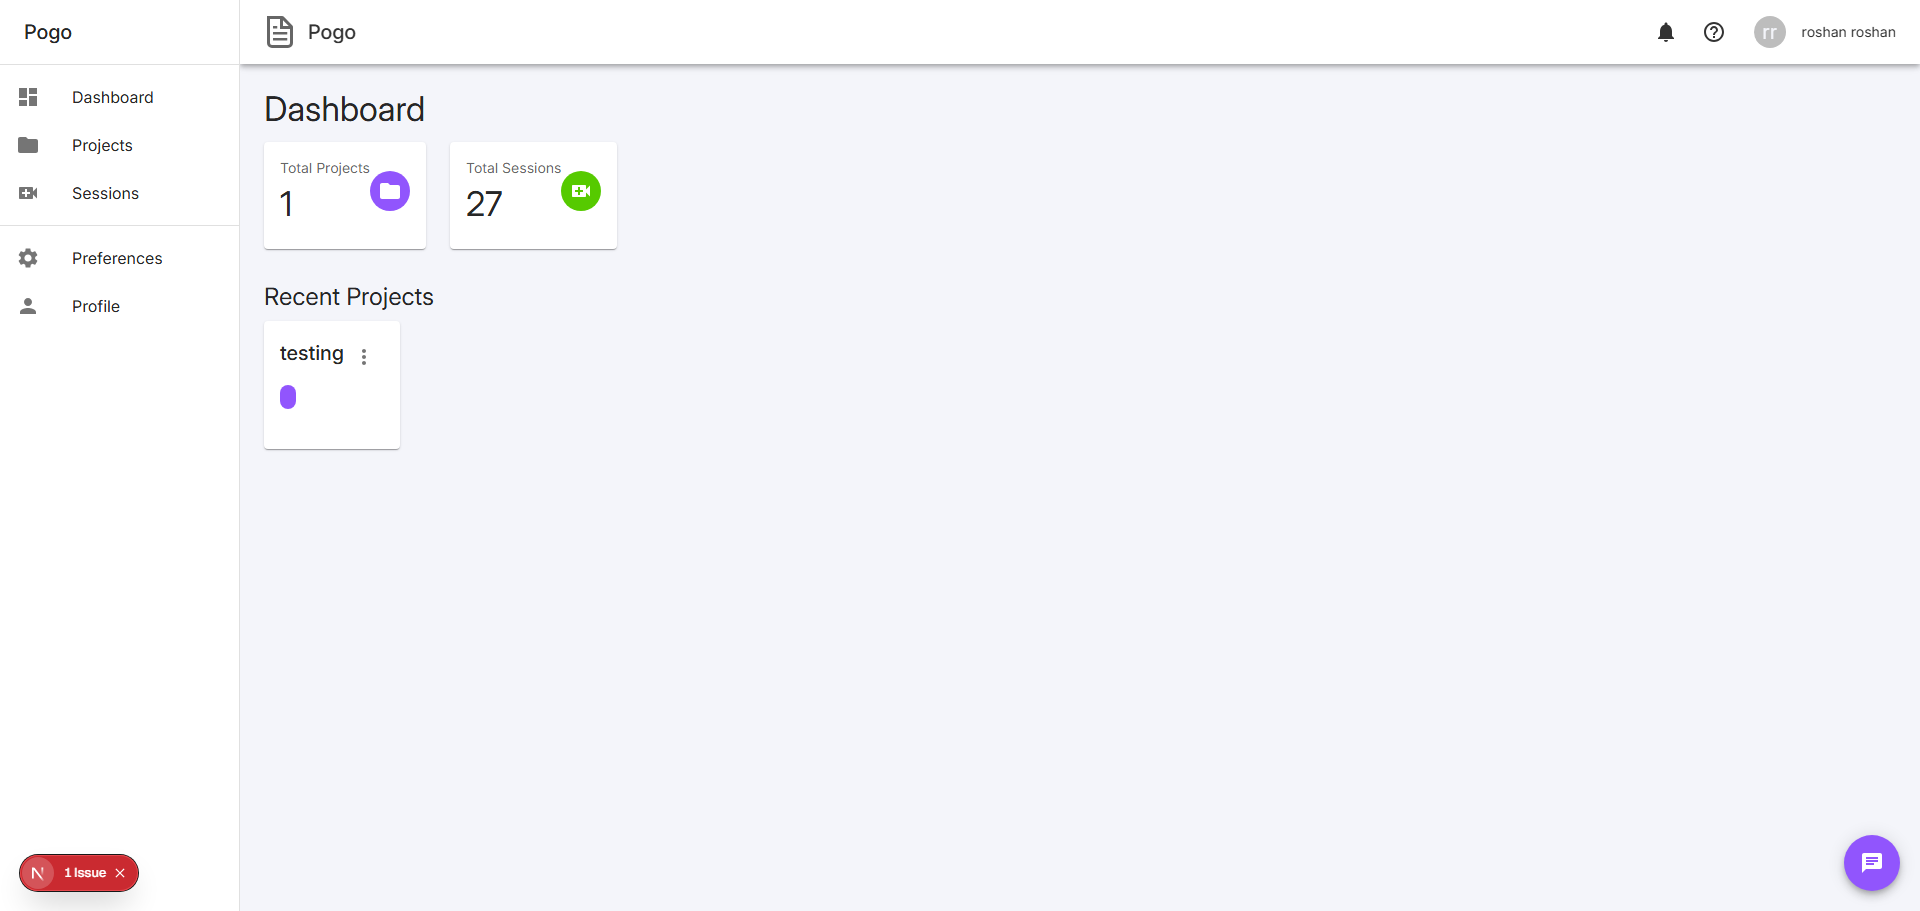 Pogo
Pogo
rr
roshan roshan
Dashboard
Projects
Sessions
Preferences
Profile
Dashboard
Total Projects
1
Total Sessions
27
Recent Projects
testing
N
1 Issue